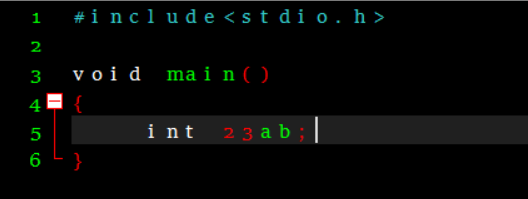 1 #include<stdio.h>
2
3 void main()
4 {
5 int 23ab;
6 }